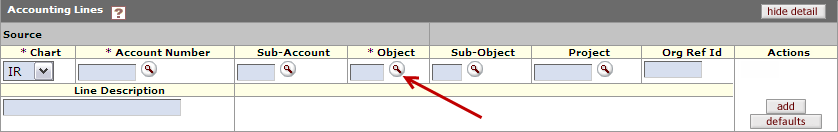 Accounting Lines ? hide detail
Source
* Chart * Account Number Sub-Account * Object Sub-Object Project Org Ref Id Actions
IR
Line Description
add
defaults